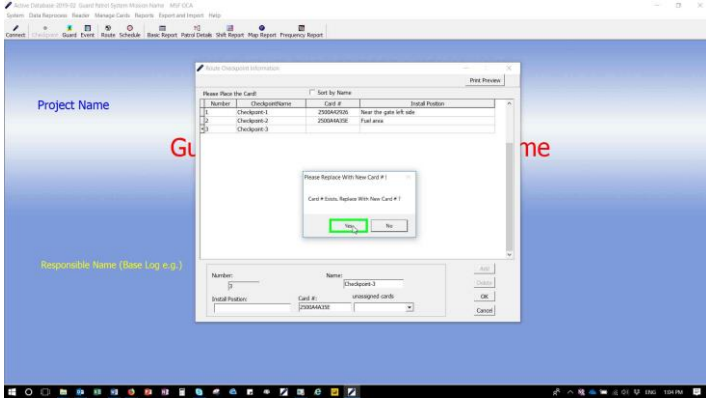 Active Database-2019-02 Guard Patrol System-Mission Name MSF OCA
System Data Reprocess Reader Manage Cards Reports Export and Import Help
Connect Checkpoint Guard Event Route Schedule Basic Report Patrol Details Shift Report Map Report Frequency Report
Route Checkpoint Information
Print Preview
Please Place the Card! Sort by Name
Number CheckpointName Card # Install Position
1 Checkpoint-1 2500A42926 Near the gate left side
2 Checkpoint-2 2500A4A35E Fuel area
3 Checkpoint-3
Project Name
Gu
me
Please Replace With New Card # !
Card # Exists, Replace With New Card # ?
Yes No
Responsible Name (Base Log e.g.)
Number: Name: Add
3 Checkpoint-3 Delete
Install Position: Card #: unassigned cards OK
2500A4A35E Cancel
ENG 1:04 PM